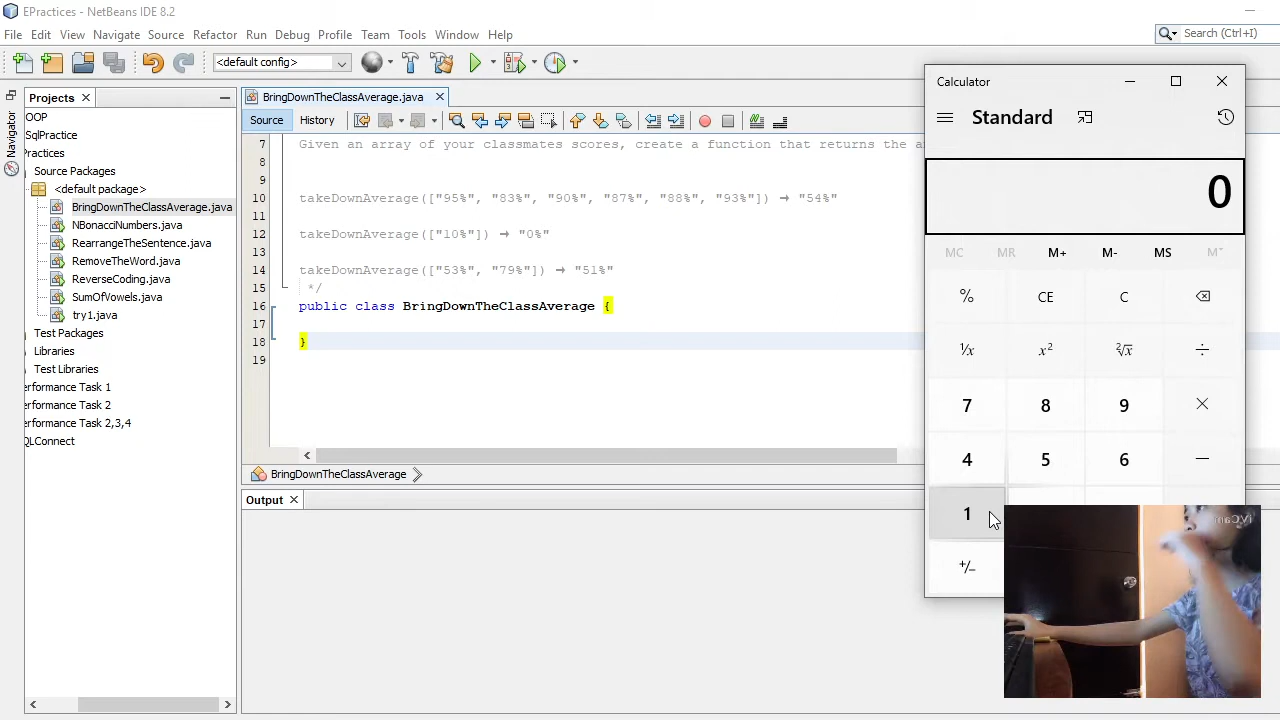 EPractices - NetBeans IDE 8.2
File Edit View Navigate Source Refactor Run Debug Profile Team Tools Window Help
Search (Ctrl+I)
<default config>
Projects
Navigator
OOP
SqlPractice
Practices
Source Packages
<default package>
BringDownTheClassAverage.java
NBonacciNumbers.java
RearrangeTheSentence.java
RemoveTheWord.java
ReverseCoding.java
SumOfVowels.java
try1.java
Test Packages
Libraries
Test Libraries
erformance Task 1
erformance Task 2
erformance Task 2,3,4
QLConnect
BringDownTheClassAverage.java
Source History
7 Given an array of your classmates scores, create a function that returns the a
8
9
10 takeDownAverage(["95%", "83%", "90%", "87%", "88%", "93%"]) → "54%"
11
12 takeDownAverage(["10%"]) → "0%"
13
14 takeDownAverage(["53%", "79%"]) → "51%"
15 */
16 public class BringDownTheClassAverage {
17
18 }
19
BringDownTheClassAverage
Output
Calculator
Standard
0
MC MR M+ M- MS M˅
% CE C
¹/x x² ²√x ÷
7 8 9 ×
4 5 6 −
1
+/−
iVCam